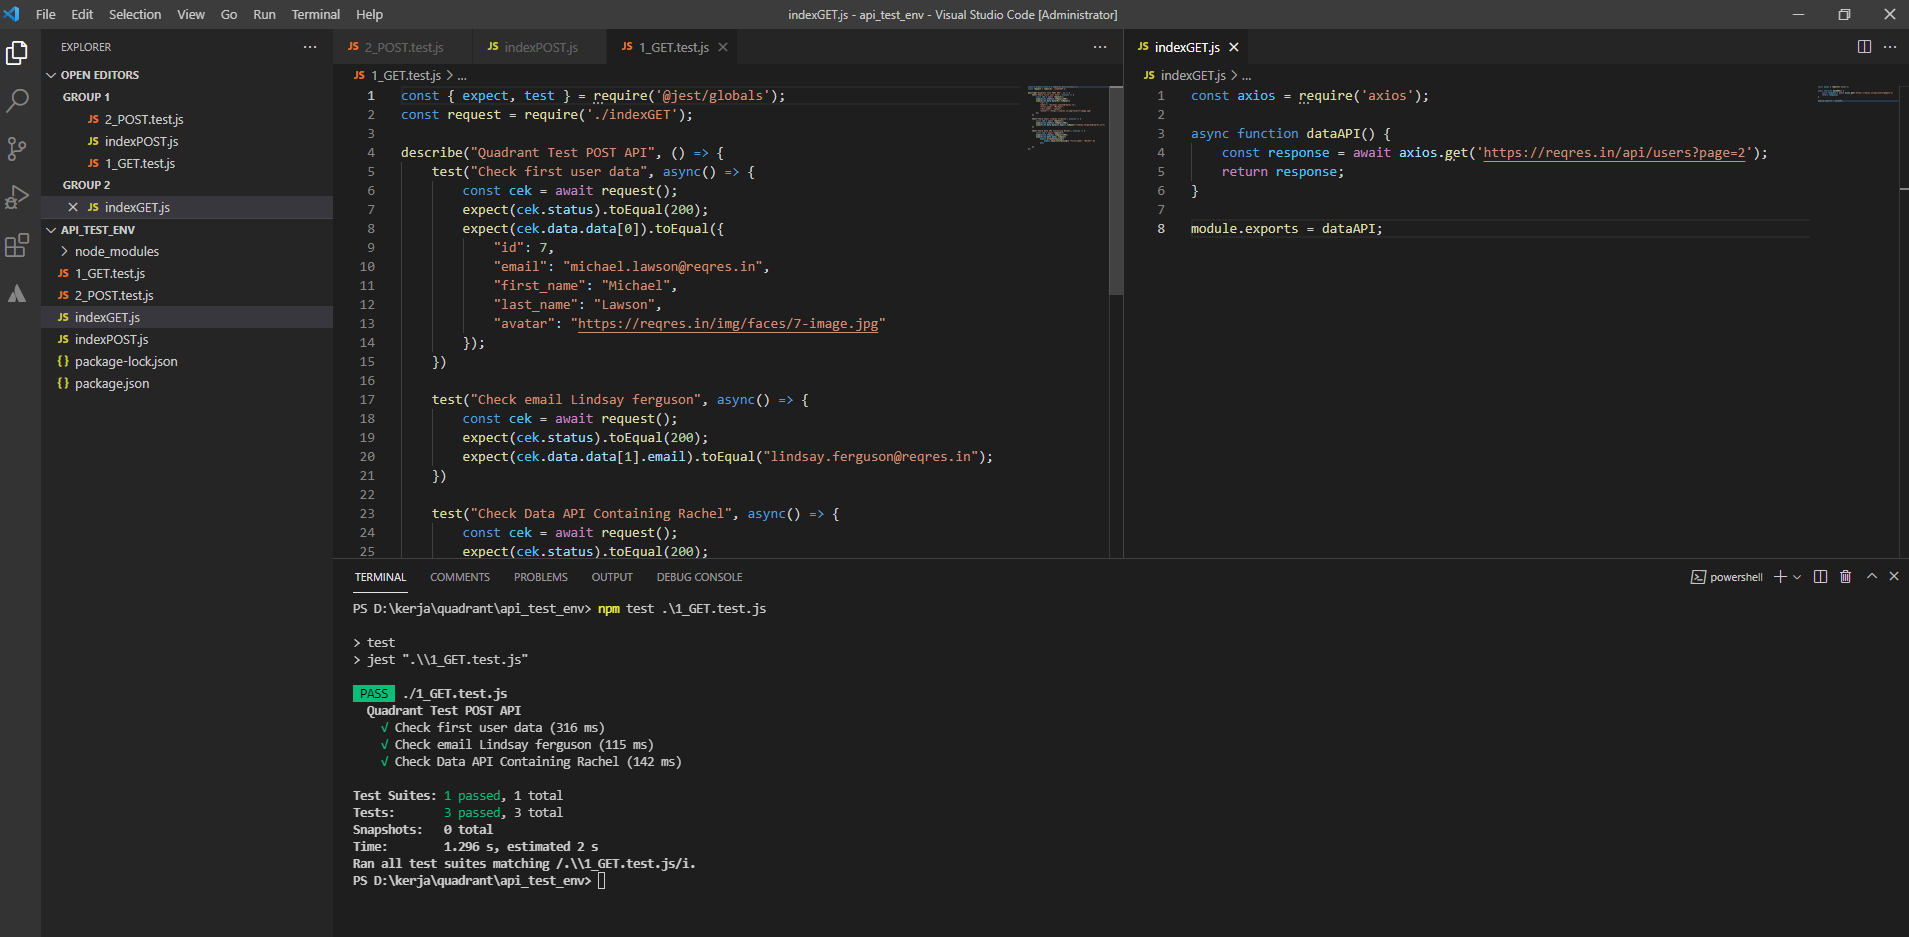 File Edit Selection View Go Run Terminal Help
indexGET.js - api_test_env - Visual Studio Code [Administrator]
EXPLORER
OPEN EDITORS
GROUP 1
JS 2_POST.test.js
JS indexPOST.js
JS 1_GET.test.js
GROUP 2
JS indexGET.js
API_TEST_ENV
node_modules
JS 1_GET.test.js
JS 2_POST.test.js
JS indexGET.js
JS indexPOST.js
{} package-lock.json
{} package.json
JS 2_POST.test.js JS indexPOST.js JS 1_GET.test.js
JS 1_GET.test.js > ...
1 const { expect, test } = require('@jest/globals');
2 const request = require('./indexGET');
3
4 describe("Quadrant Test POST API", () => {
5 test("Check first user data", async() => {
6 const cek = await request();
7 expect(cek.status).toEqual(200);
8 expect(cek.data.data[0]).toEqual({
9 "id": 7,
10 "email": "michael.lawson@reqres.in",
11 "first_name": "Michael",
12 "last_name": "Lawson",
13 "avatar": "https://reqres.in/img/faces/7-image.jpg"
14 });
15 })
16
17 test("Check email Lindsay ferguson", async() => {
18 const cek = await request();
19 expect(cek.status).toEqual(200);
20 expect(cek.data.data[1].email).toEqual("lindsay.ferguson@reqres.in");
21 })
22
23 test("Check Data API Containing Rachel", async() => {
24 const cek = await request();
25 expect(cek.status).toEqual(200);
JS indexGET.js
JS indexGET.js > ...
1 const axios = require('axios');
2
3 async function dataAPI() {
4 const response = await axios.get('https://reqres.in/api/users?page=2');
5 return response;
6 }
7
8 module.exports = dataAPI;
TERMINAL COMMENTS PROBLEMS OUTPUT DEBUG CONSOLE
powershell
PS D:\kerja\quadrant\api_test_env> npm test .\1_GET.test.js
> test
> jest ".\\1_GET.test.js"
PASS ./1_GET.test.js
Quadrant Test POST API
√ Check first user data (316 ms)
√ Check email Lindsay ferguson (115 ms)
√ Check Data API Containing Rachel (142 ms)
Test Suites: 1 passed, 1 total
Tests: 3 passed, 3 total
Snapshots: 0 total
Time: 1.296 s, estimated 2 s
Ran all test suites matching /.\\1_GET.test.js/i.
PS D:\kerja\quadrant\api_test_env>